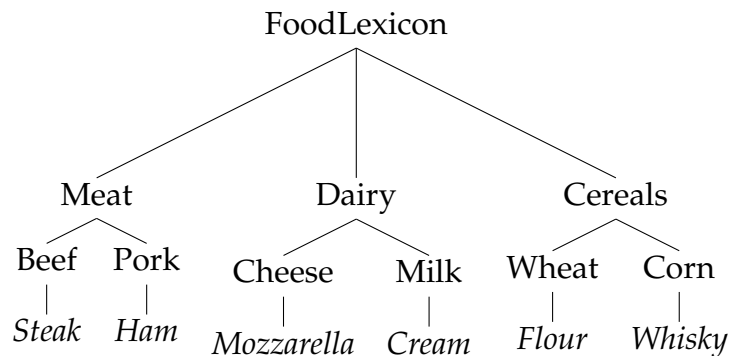 FoodLexicon
Meat Dairy Cereals
Beef Pork Cheese Milk Wheat Corn
Steak Ham Mozzarella Cream Flour Whisky